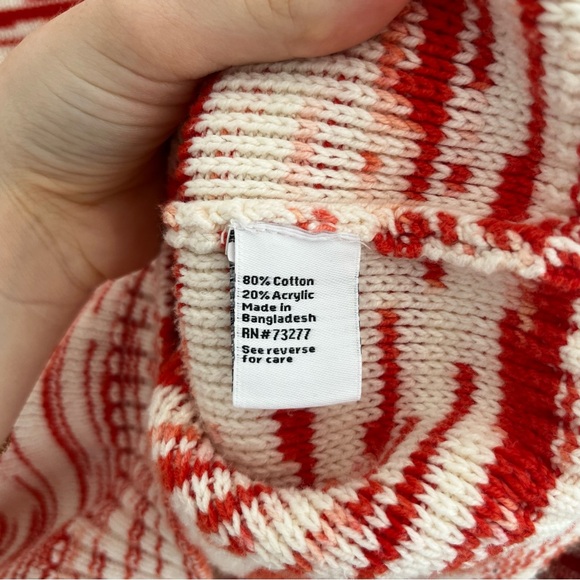 80% Cotton
20% Acrylic
Made in
Bangladesh
RN#73277
See reverse
for care